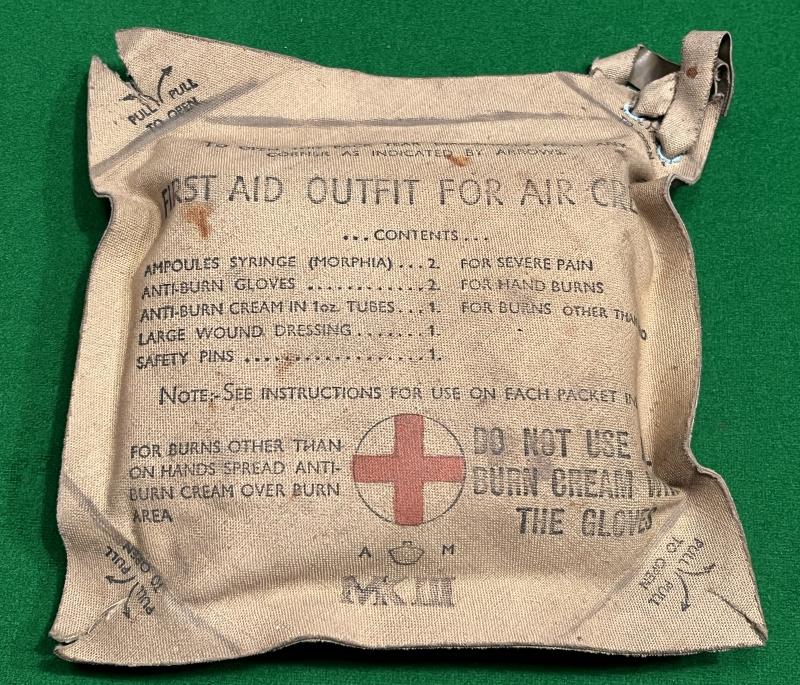 PULL PULL
TO OPEN
CORNER AS INDICATED BY ARROWS.
FIRST AID OUTFIT FOR AIR CRE
...CONTENTS...
AMPOULES SYRINGE (MORPHIA)...2. FOR SEVERE PAIN
ANTI-BURN GLOVES ............2. FOR HAND BURNS
ANTI-BURN CREAM IN 1oz. TUBES...1. FOR BURNS OTHER THAN
LARGE WOUND DRESSING.......1.
SAFETY PINS ..................1.
NOTE:-SEE INSTRUCTIONS FOR USE ON EACH PACKET IN
FOR BURNS OTHER THAN
ON HANDS SPREAD ANTI-
BURN CREAM OVER BURN
AREA
DO NOT USE
BURN CREAM
THE GLOVES
A M
MK III
PULL PULL
TO OPEN
PULL PULL
TO OPEN